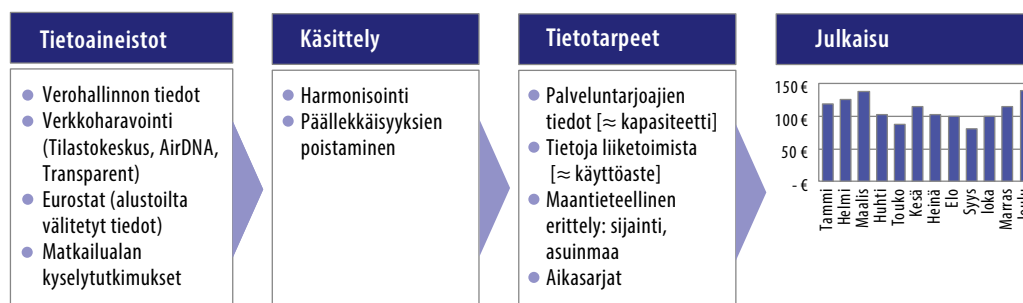 Tietoaineistot
Verohallinnon tiedot
Verkkoharavointi
(Tilastokeskus, AirDNA,
Transparent)
Eurostat (alustoilta
välitetyt tiedot)
Matkailualan
kyselytutkimukset
Käsittely
Harmonisointi
Päällekkäisyyksien
poistaminen
Tietotarpeet
Palveluntarjoajien
tiedot [≈ kapasiteetti]
Tietoja liiketoimista
[≈ käyttöaste]
Maantieteellinen
erittely: sijainti,
asuinmaa
Aikasarjat
Julkaisu
150 €
100 €
50 €
- €
Tammi
Helmi
Maalis
Huhti
Touko
Kesä
Heinä
Elo
Syys
loka
Marras